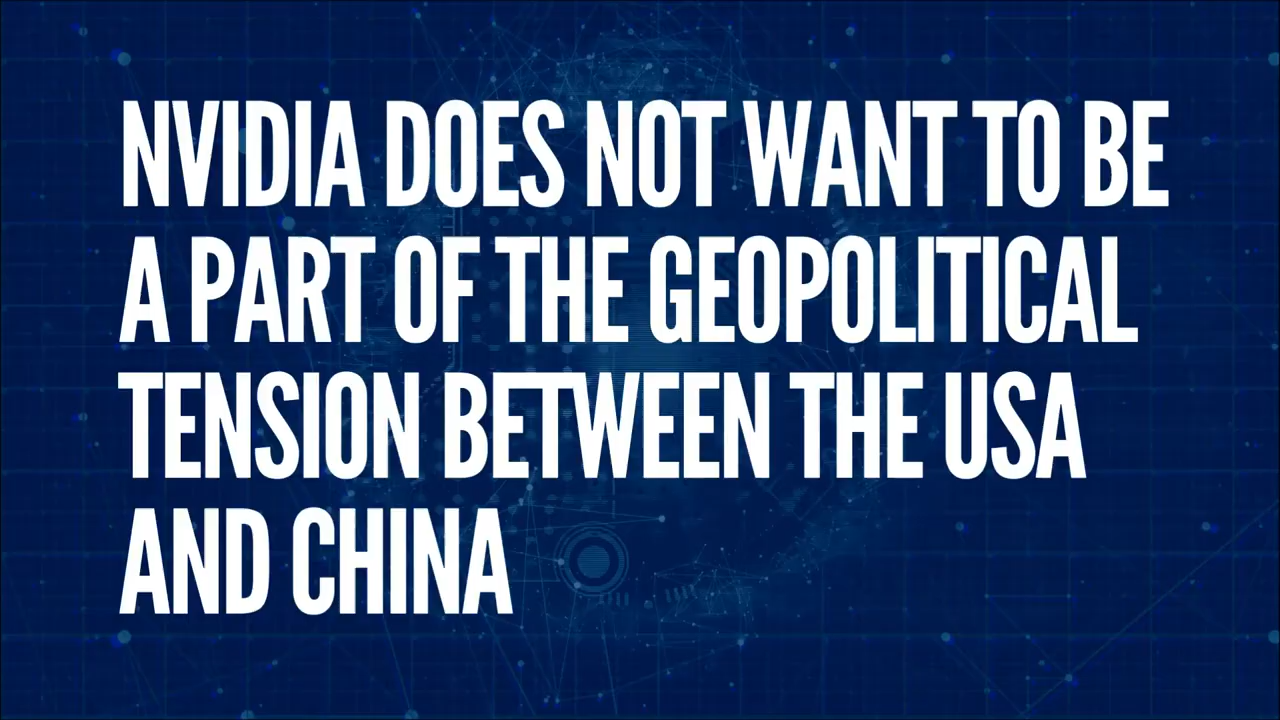 NVIDIA DOES NOT WANT TO BE
A PART OF THE GEOPOLITICAL
TENSION BETWEEN THE USA
AND CHINA